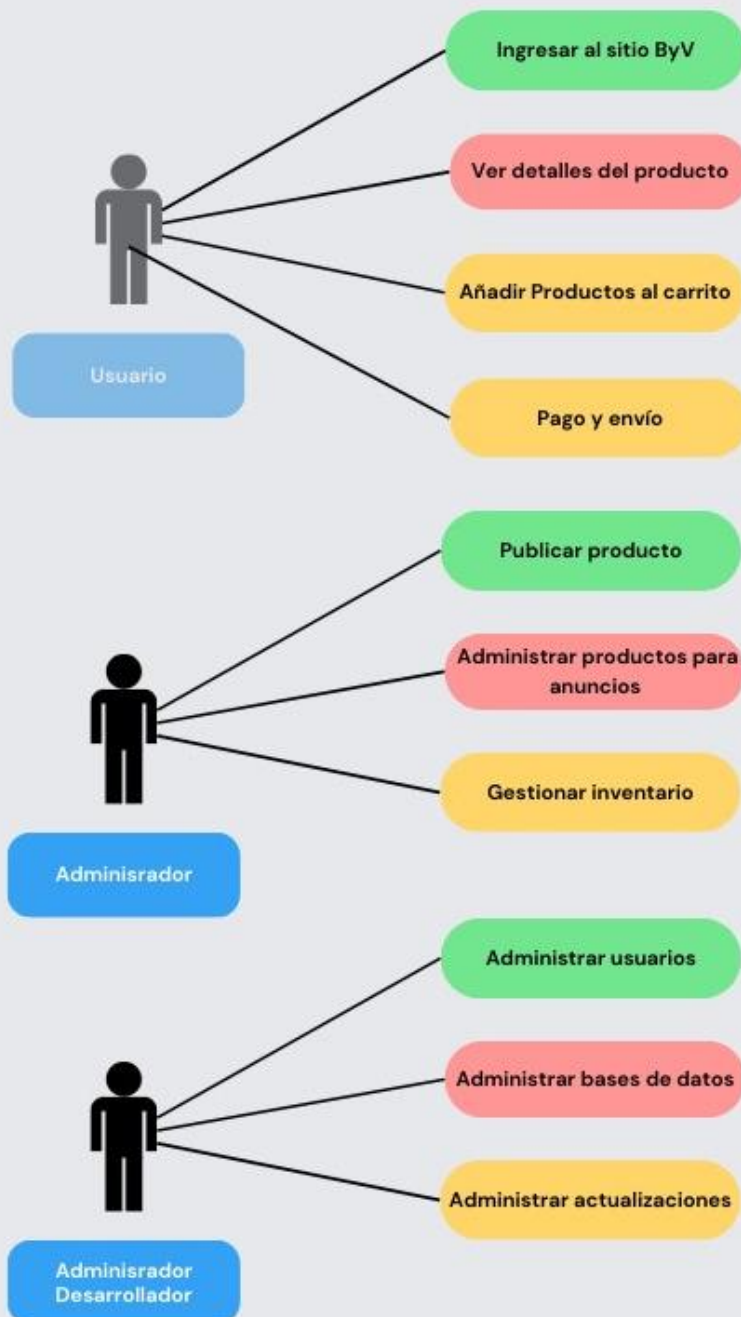 Ingresar al sitio ByV
Ver detalles del producto
Añadir Productos al carrito
Pago y envío
Usuario
Publicar producto
Administrar productos para
anuncios
Gestionar inventario
Adminisrador
Administrar usuarios
Administrar bases de datos
Administrar actualizaciones
Adminisrador
Desarrollador